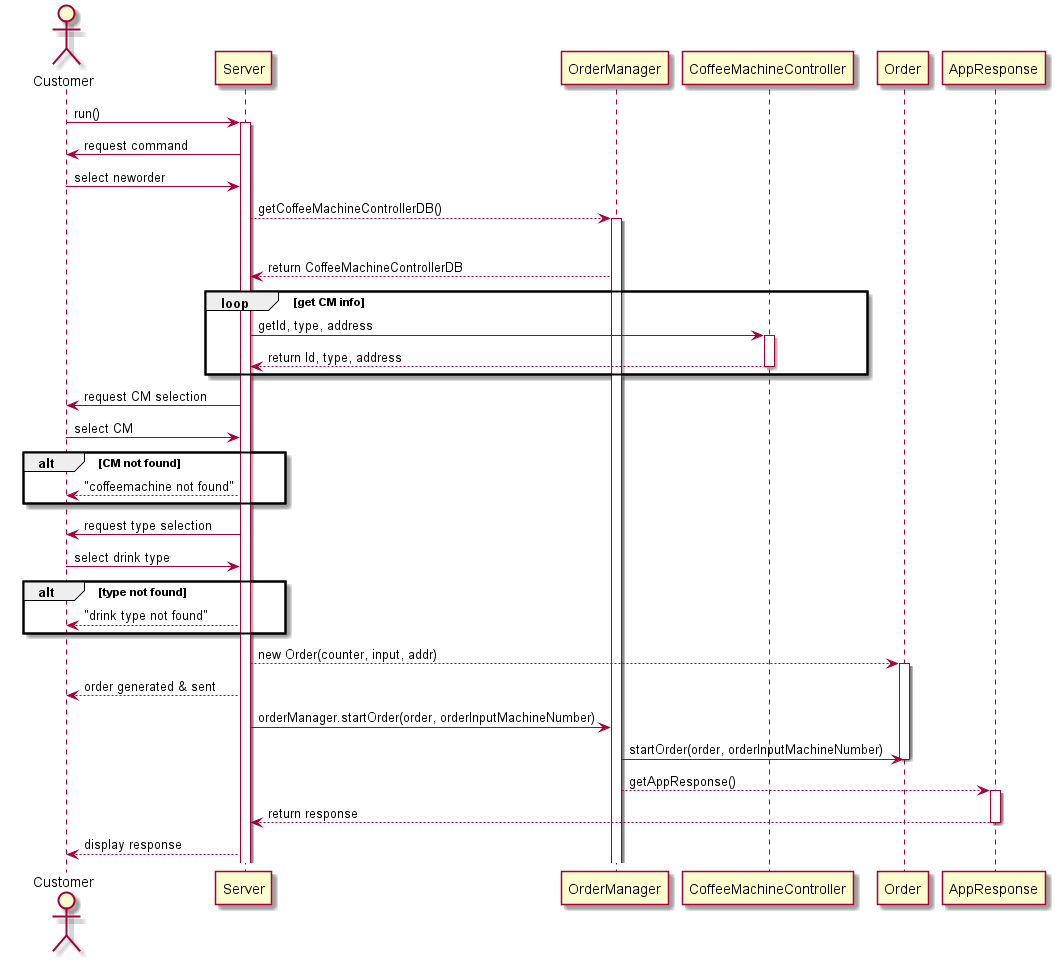 Customer
Server
OrderManager
CoffeeMachineController
Order
AppResponse
run()
request command
select neworder
getCoffeeMachineControllerDB()
return CoffeeMachineControllerDB
loop [get CM info]
getId, type, address
return Id, type, address
request CM selection
select CM
alt [CM not found]
"coffeemachine not found"
request type selection
select drink type
alt [type not found]
"drink type not found"
new Order(counter, input, addr)
order generated & sent
orderManager.startOrder(order, orderInputMachineNumber)
startOrder(order, orderInputMachineNumber)
getAppResponse()
return response
display response
Customer
Server
OrderManager
CoffeeMachineController
Order
AppResponse